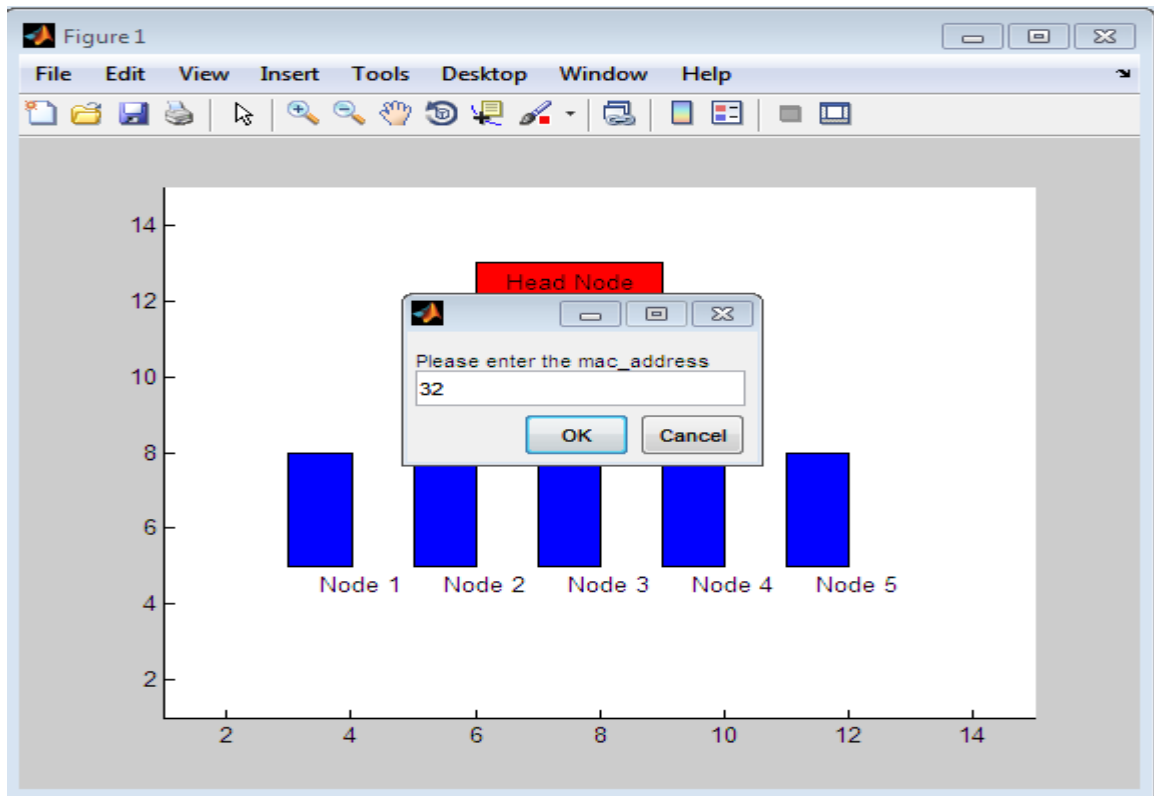 Figure 1
File Edit View Insert Tools Desktop Window Help
14
Head Node
12
Please enter the mac_address
10
32
OK Cancel
8
6
Node 1 Node 2 Node 3 Node 4 Node 5
4
2
2 4 6 8 10 12 14